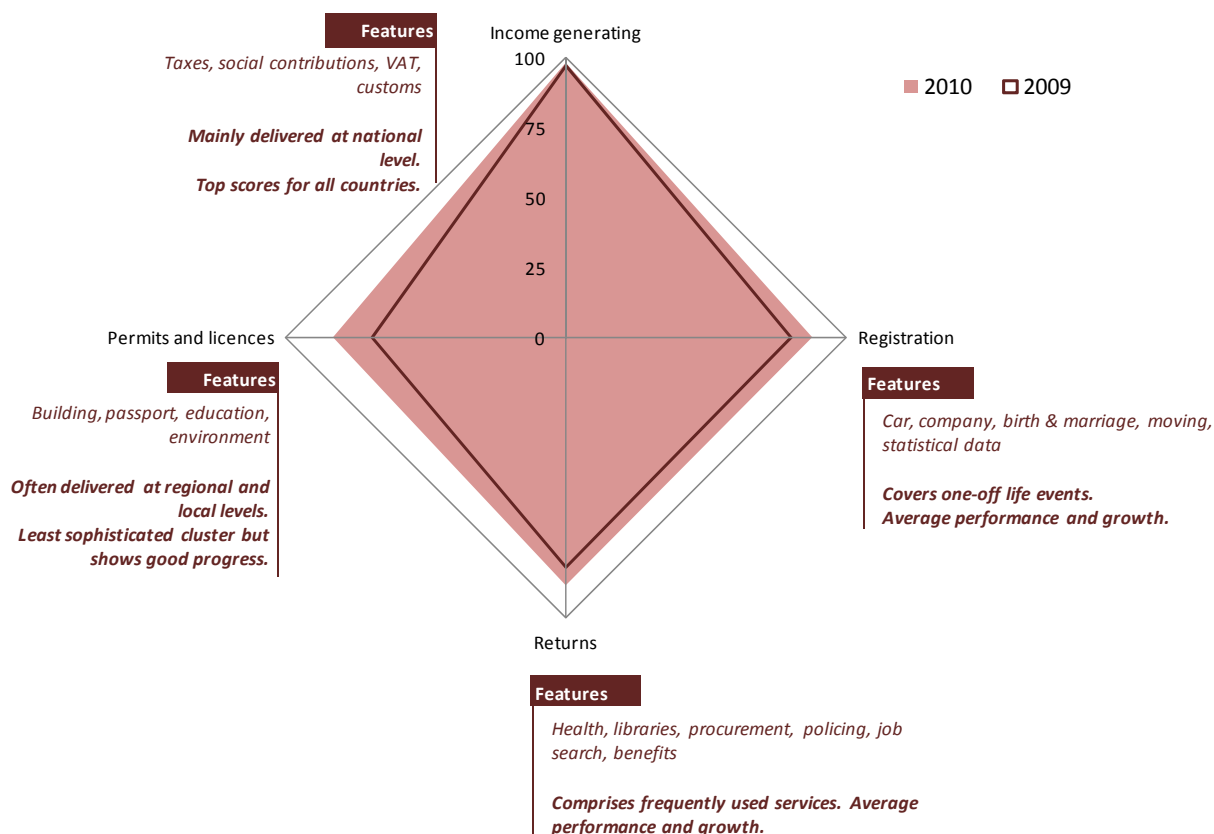 Features
Taxes, social contributions, VAT,
customs
Mainly delivered at national
level.
Top scores for all countries.
Income generating
100
75
50
25
0
2010
2009
Permits and licences
Features
Building, passport, education,
environment
Often delivered at regional and
local levels.
Least sophisticated cluster but
shows good progress.
Registration
Features
Car, company, birth & marriage, moving,
statistical data
Covers one-off life events.
Average performance and growth.
Returns
Features
Health, libraries, procurement, policing, job
search, benefits
Comprises frequently used services. Average
performance and growth.